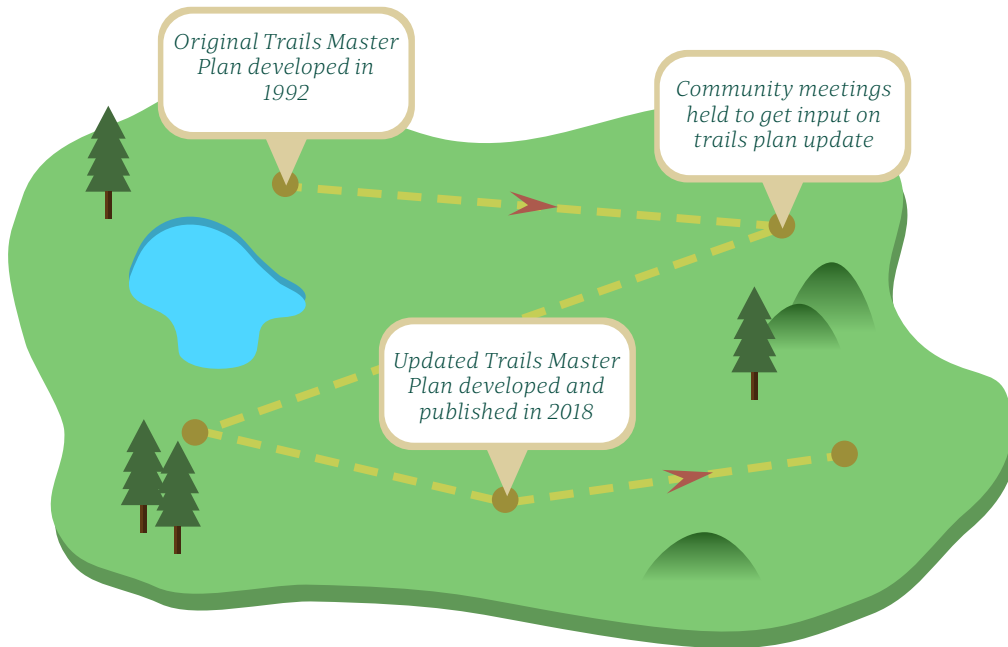 Original Trails Master
Plan developed in
1992
Community meetings
held to get input on
trails plan update
Updated Trails Master
Plan developed and
published in 2018